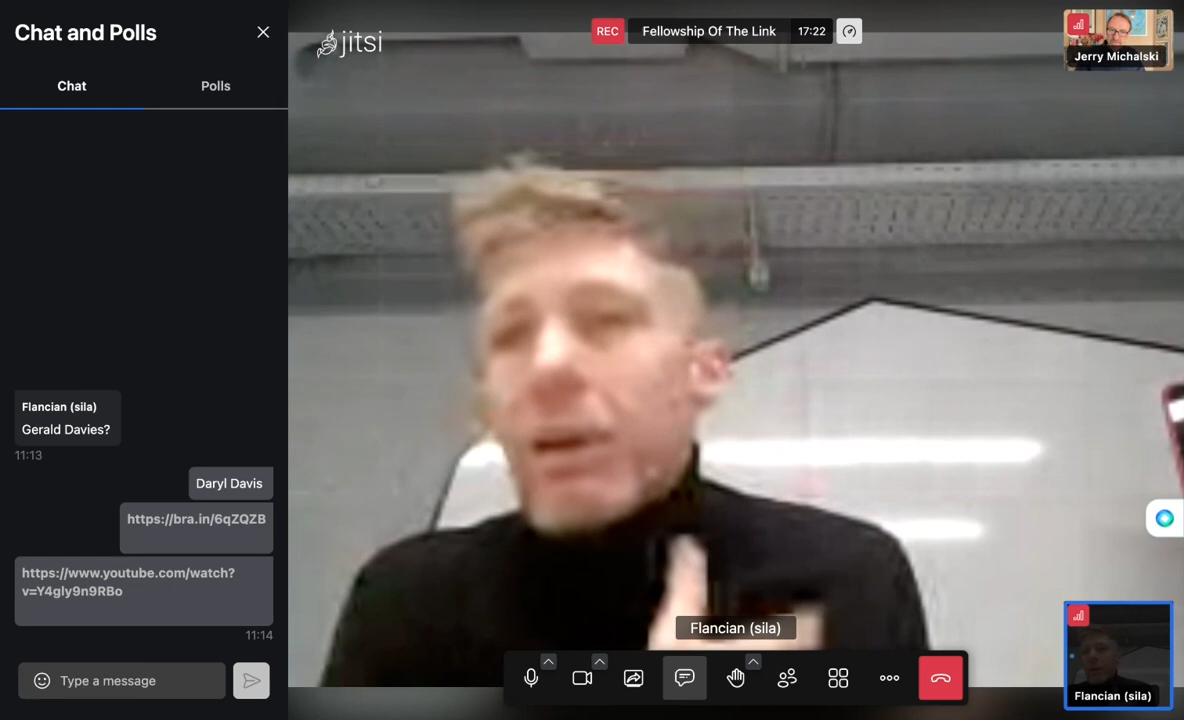 Chat and Polls
Chat
Polls
Flancian (sila)
Gerald Davies?
11:13
Daryl Davis
https://bra.in/6qZQZB
https://www.youtube.com/watch?
v=Y4gly9n9RBo
11:14
Type a message
jitsi
REC
Fellowship Of The Link
17:22
Jerry Michalski
Flancian (sila)
Flancian (sila)